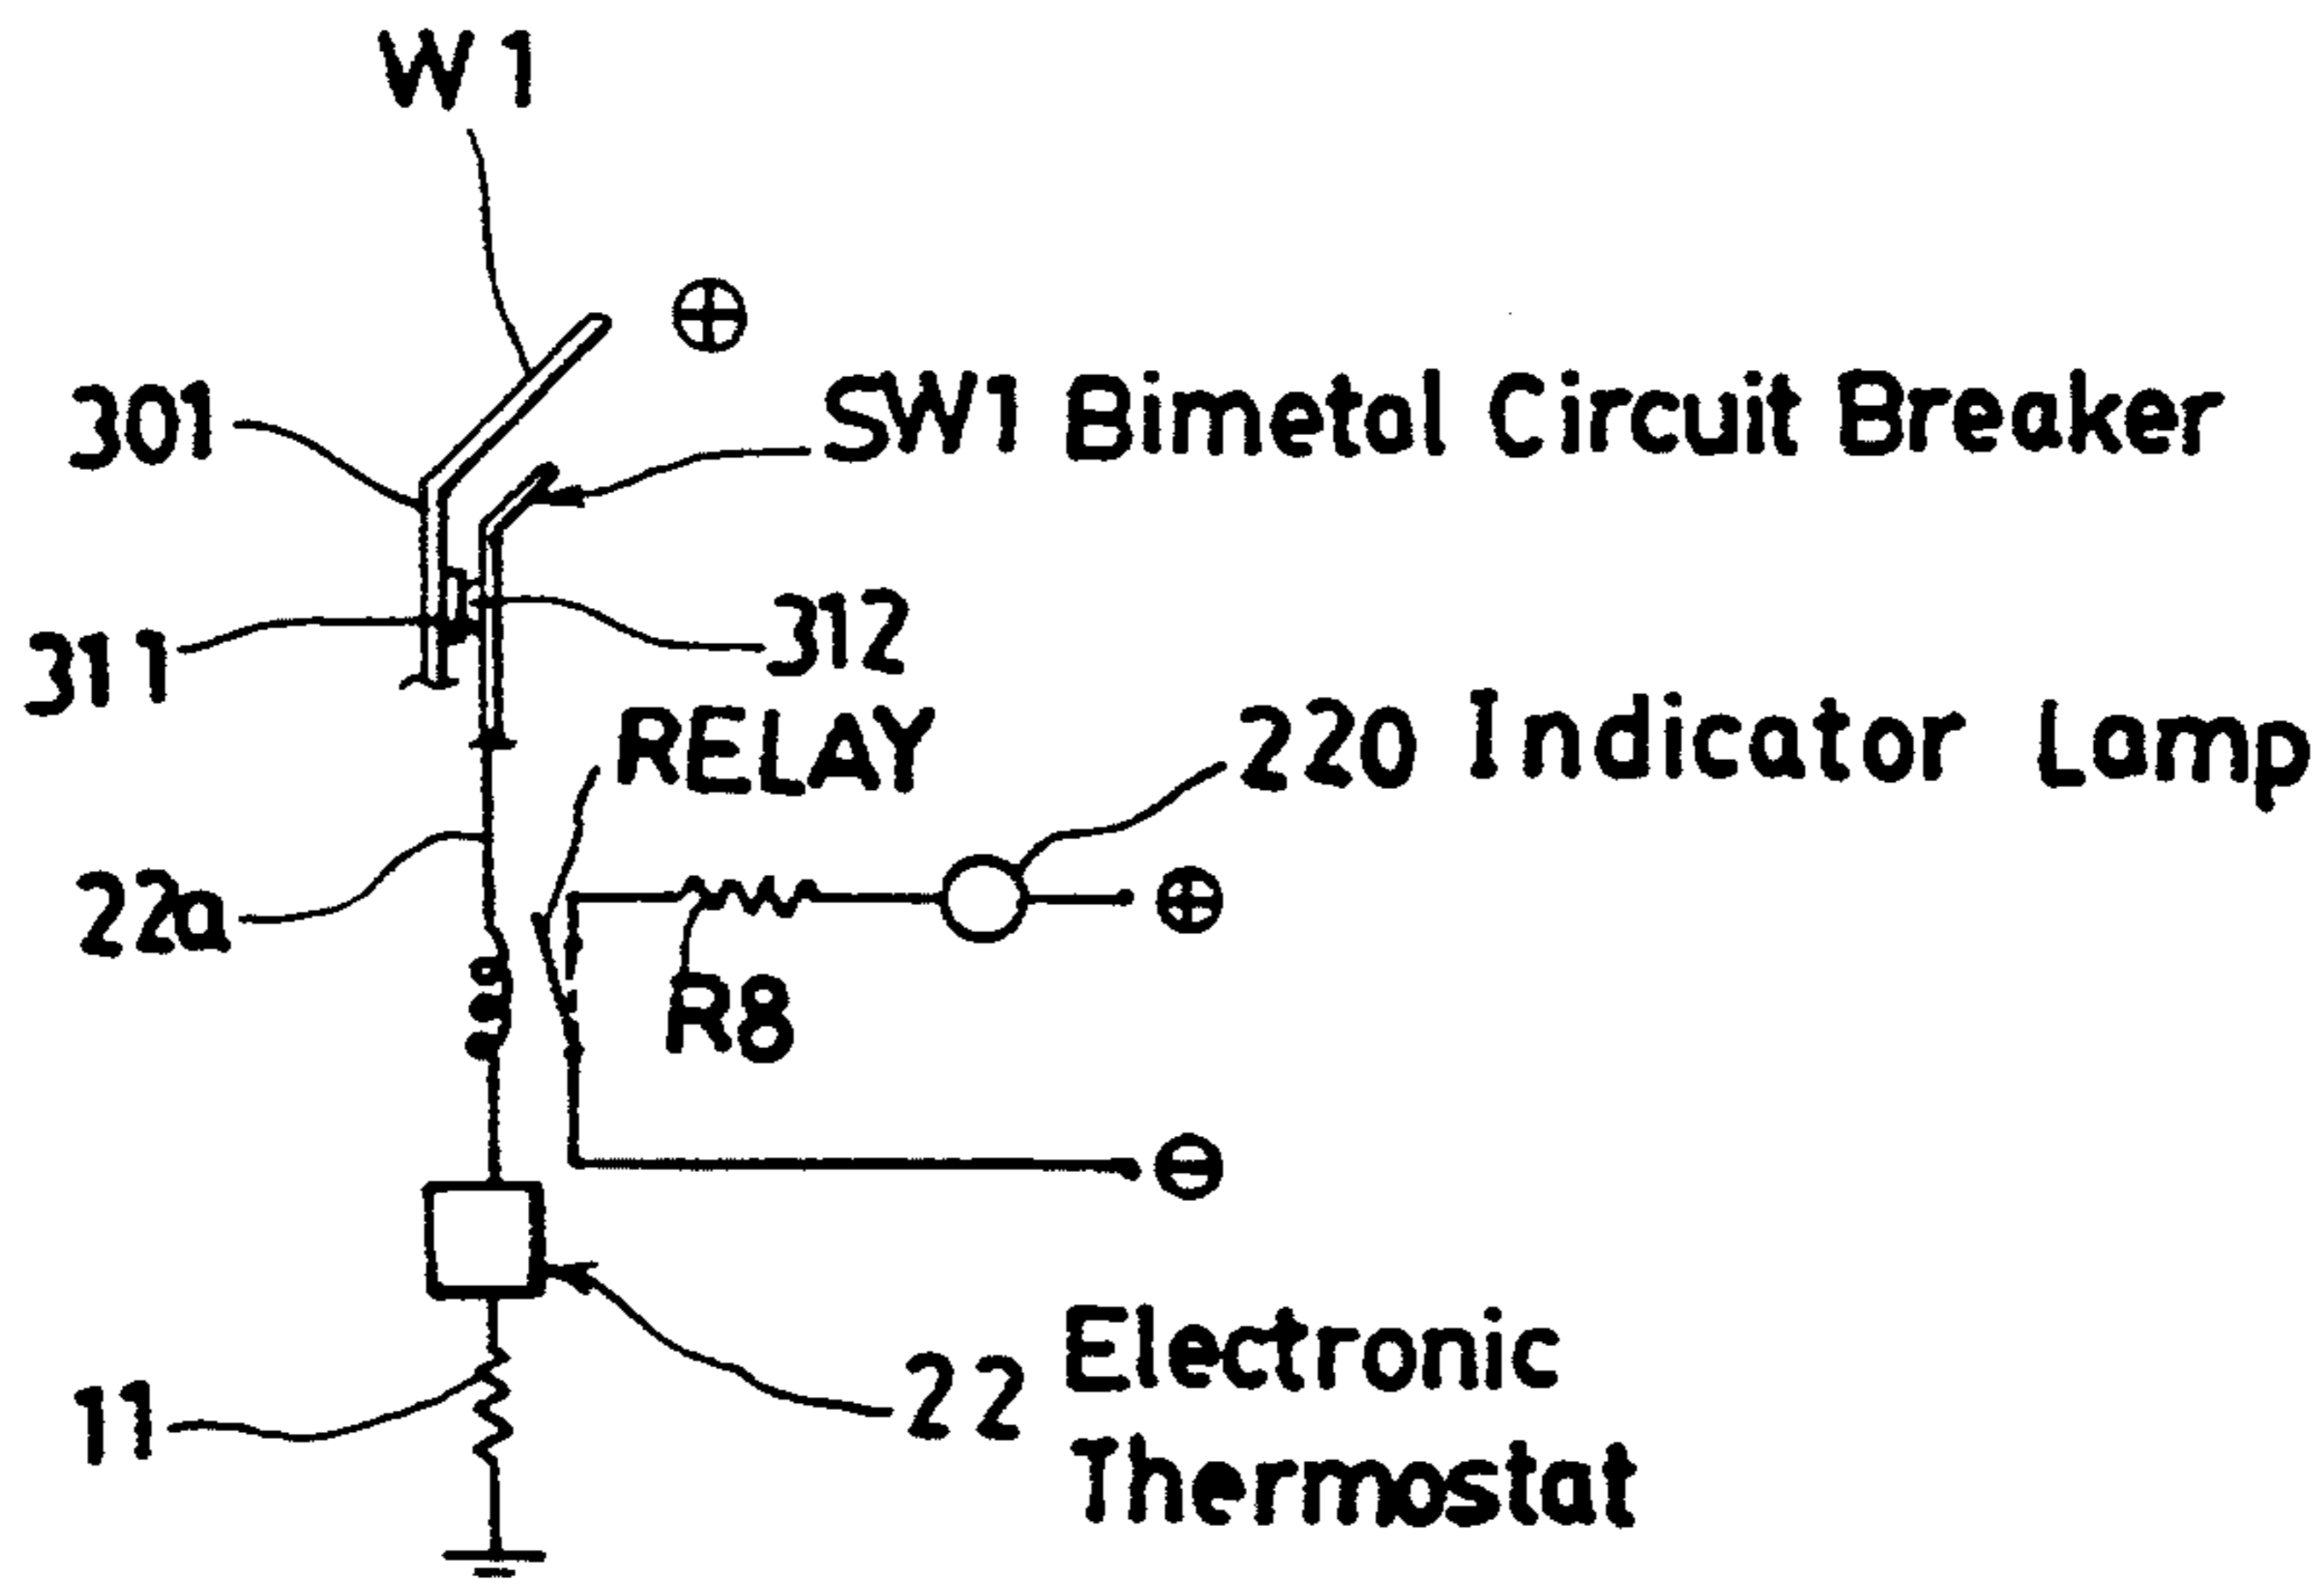 W1
⊕
301
SW1 Bimetal Circuit Breaker
311
312
RELAY
220 Indicator Lamp
22a
⊕
R8
⊖
22 Electronic
Thermostat
11